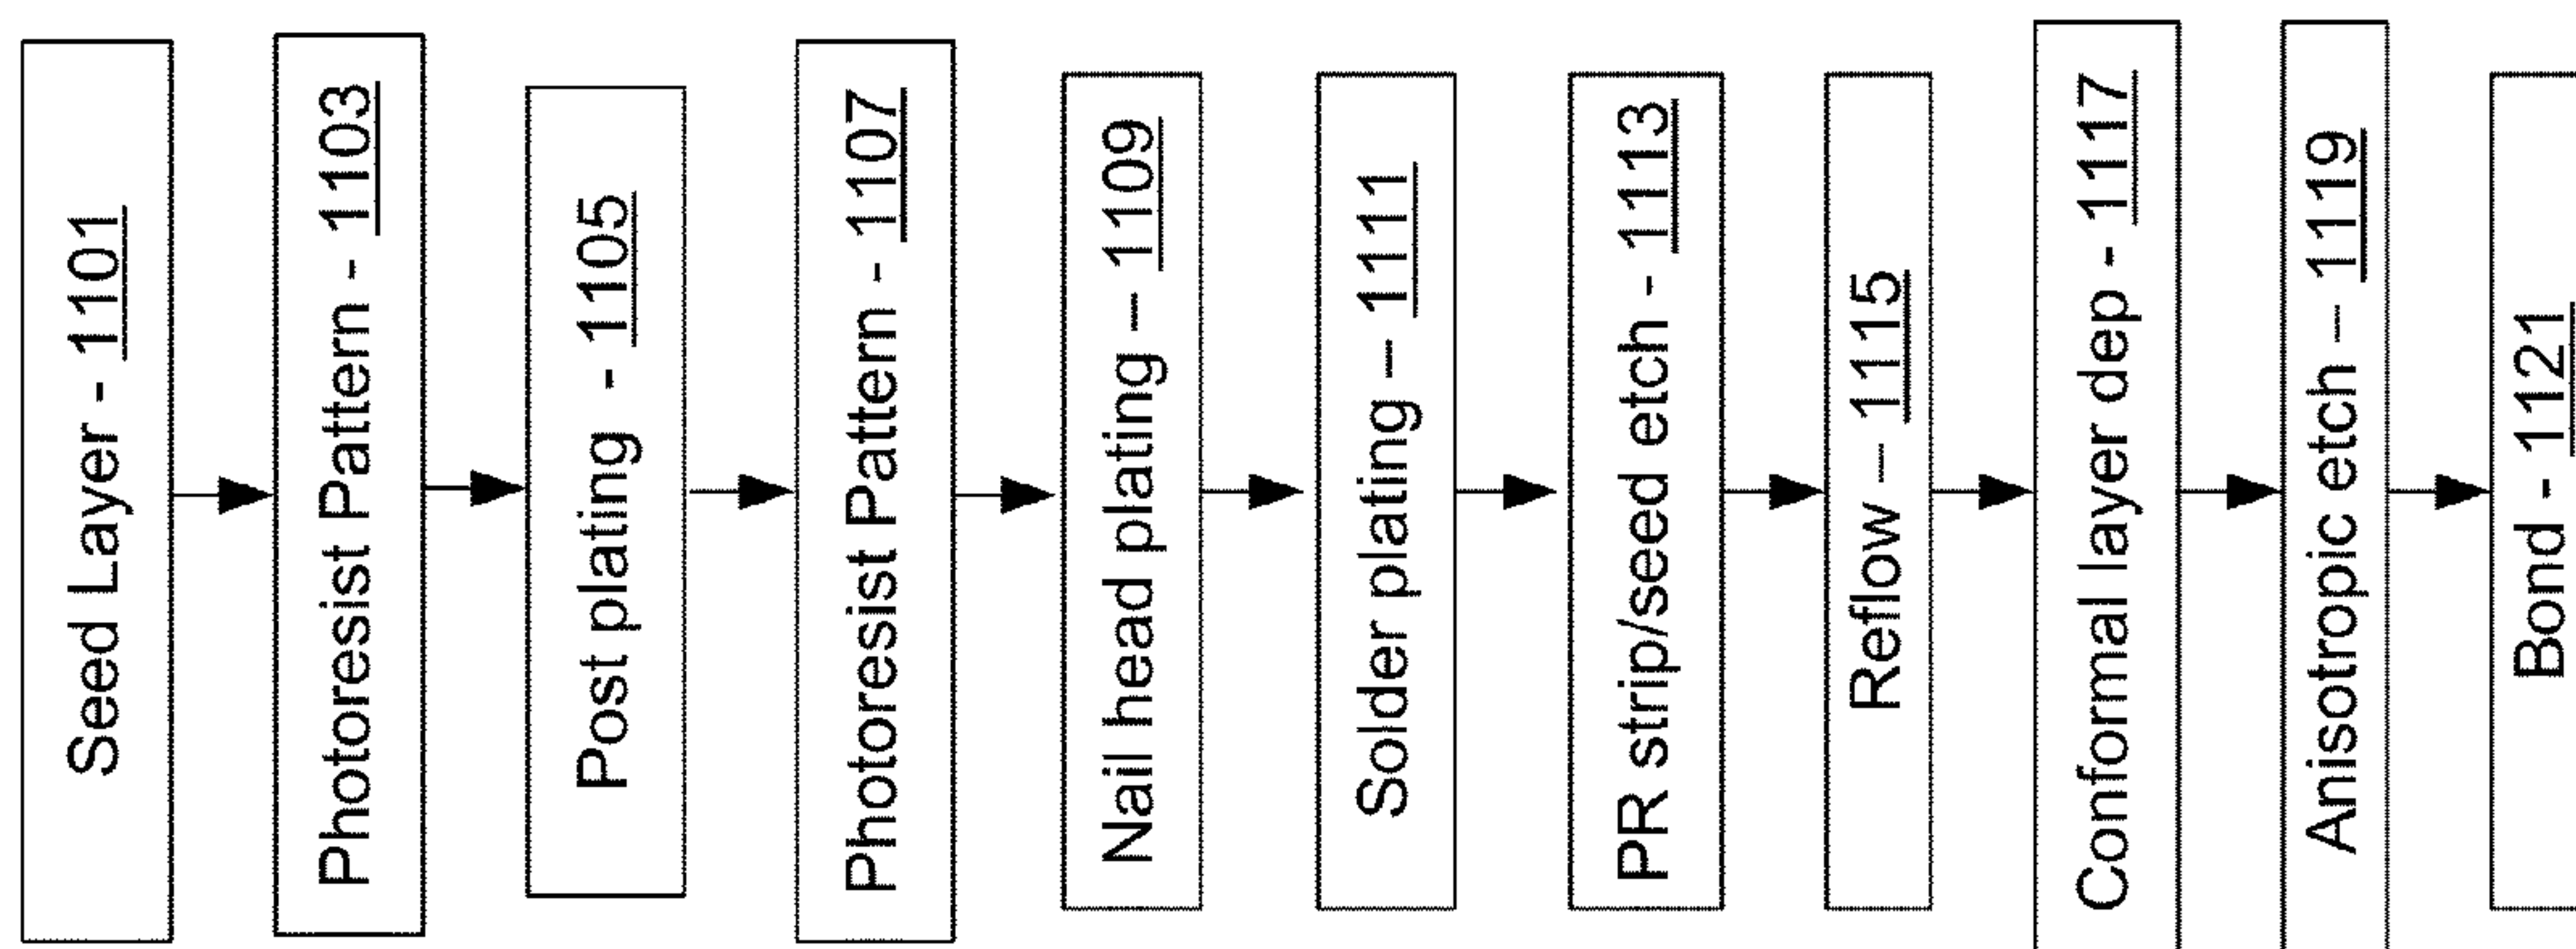 Seed Layer - 1101
Photoresist Pattern - 1103
Post plating - 1105
Photoresist Pattern - 1107
Nail head plating – 1109
Solder plating – 1111
PR strip/seed etch - 1113
Reflow – 1115
Conformal layer dep - 1117
Anisotropic etch – 1119
Bond - 1121